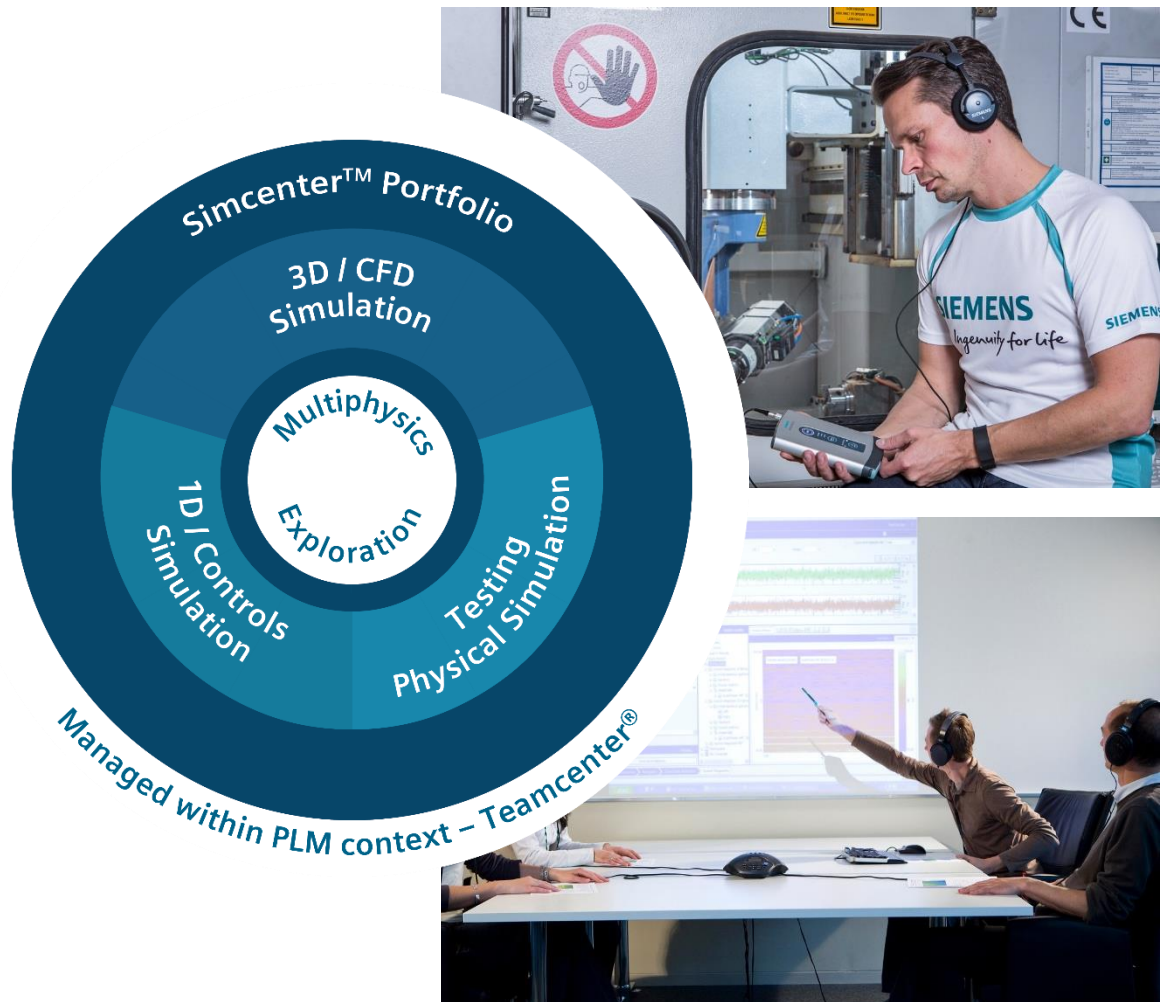 Simcenter™ Portfolio
3D / CFD
Simulation
Multiphysics
Exploration
1D / Controls
Simulation
Testing
Physical Simulation
Managed within PLM context – Teamcenter®
CE
SIEMENS
SIEMENS
Ingenuity for life
SIEMENS